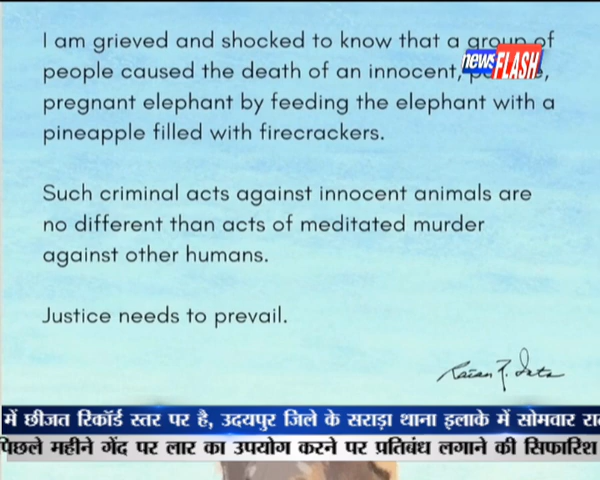 I am grieved and shocked to know that a group of
people caused the death of an innocent,
news FLASH
pregnant elephant by feeding the elephant with a
pineapple filled with firecrackers.
Such criminal acts against innocent animals are
no different than acts of meditated murder
against other humans.
Justice needs to prevail.
Ratan N. Tata
में छीजत रिकॉर्ड स्तर पर है, उदयपुर जिले के सराड़ा थाना इलाके में सोमवार रा
पिछले महीने गेंद पर लार का उपयोग करने पर प्रतिबंध लगाने की सिफारिश